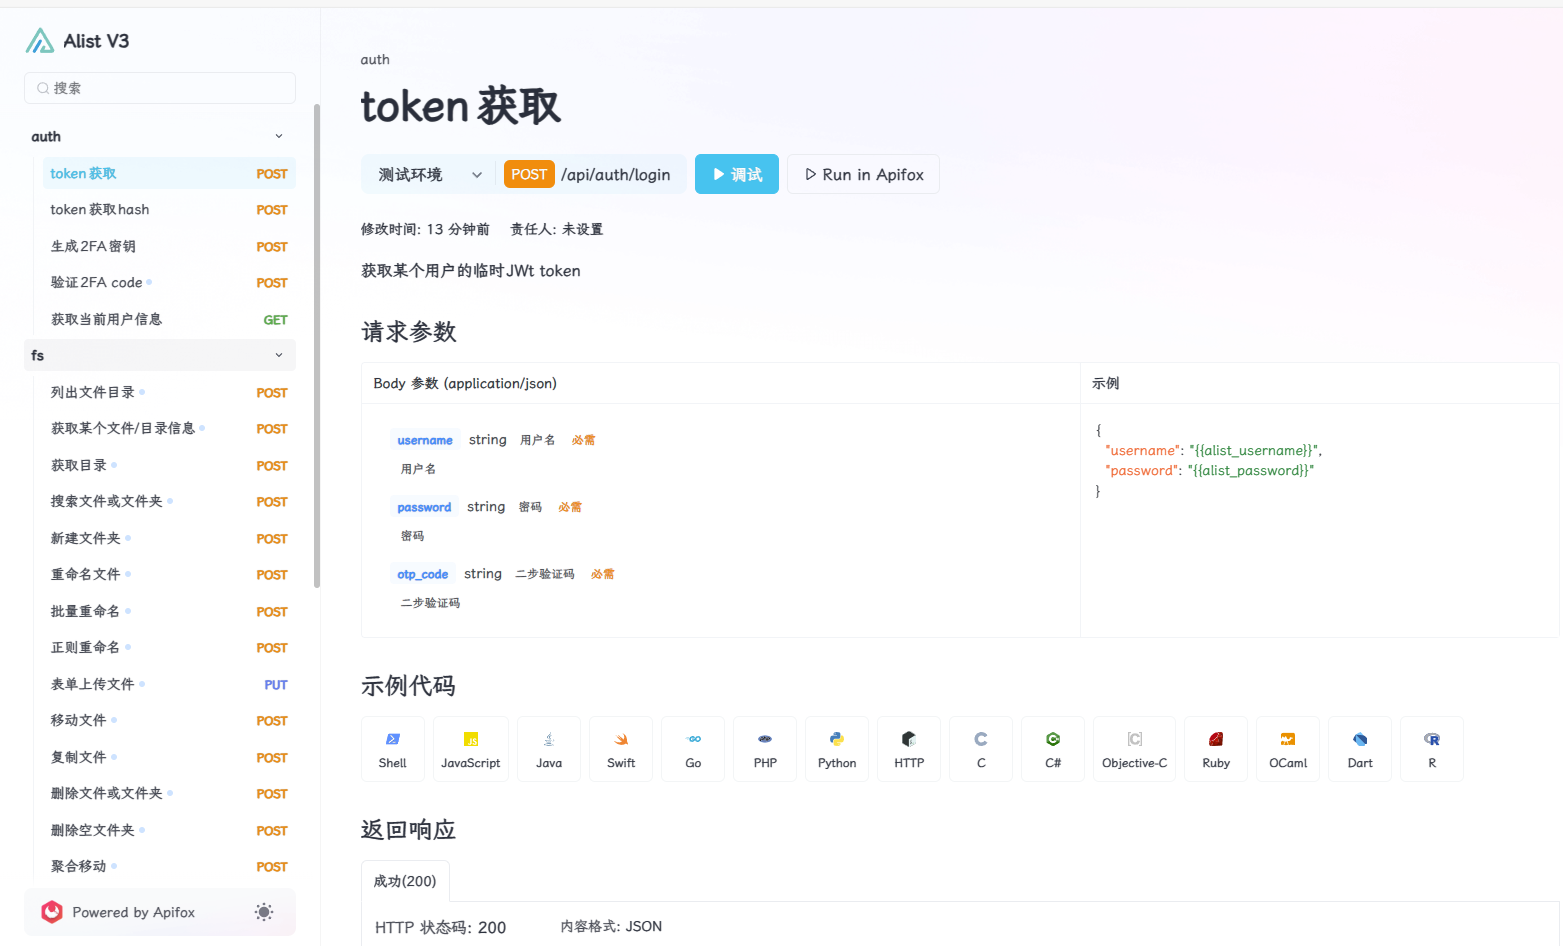 Alist V3
搜索
auth
token 获取 POST
token 获取hash POST
生成2FA密钥 POST
验证2FA code POST
获取当前用户信息 GET
fs
列出文件目录 POST
获取某个文件/目录信息 POST
获取目录 POST
搜索文件或文件夹 POST
新建文件夹 POST
重命名文件 POST
批量重命名 POST
正则重命名 POST
表单上传文件 PUT
移动文件 POST
复制文件 POST
删除文件或文件夹 POST
删除空文件夹 POST
聚合移动 POST
Powered by Apifox
auth
token 获取
测试环境 POST /api/auth/login 调试 Run in Apifox
修改时间: 13 分钟前 责任人: 未设置
获取某个用户的临时JWt token
请求参数
Body 参数 (application/json)
username string 用户名 必需
用户名
password string 密码 必需
密码
otp_code string 二步验证码 必需
二步验证码
示例
{
"username": "{{alist_username}}",
"password": "{{alist_password}}"
}
示例代码
Shell JavaScript Java Swift Go PHP Python HTTP C C# Objective-C Ruby OCaml Dart R
返回响应
成功(200)
HTTP 状态码: 200 内容格式: JSON